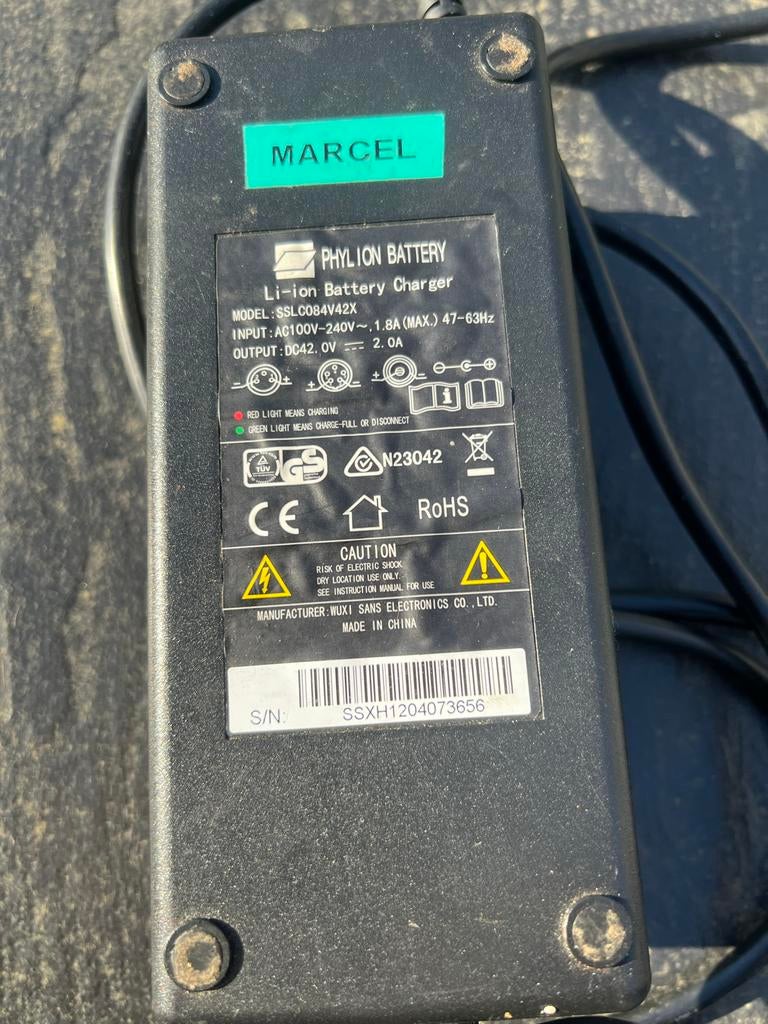 MARCEL
PHYLION BATTERY
Li-ion Battery Charger
MODEL:SSLC084V42X
INPUT:AC100V-240V~,1.8A(MAX.) 47-63Hz
OUTPUT:DC42.0V ⎓ 2.0A
RED LIGHT MEANS CHARGING
GREEN LIGHT MEANS CHARGE-FULL OR DISCONNECT
TÜV GS N23042
CE RoHS
CAUTION
RISK OF ELECTRIC SHOCK
DRY LOCATION USE ONLY.
SEE INSTRUCTION MANUAL FOR USE
MANUFACTURER:WUXI SANS ELECTRONICS CO.,LTD.
MADE IN CHINA
S/N: SSXH1204073656